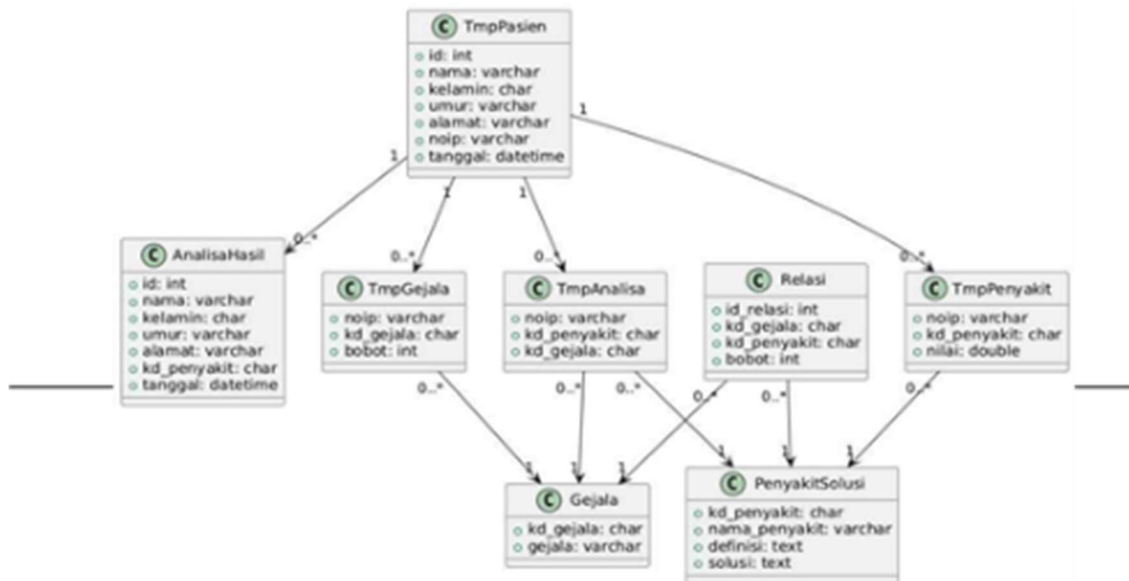 C TmpPasien
id: int
nama: varchar
kelamin: char
umur: varchar
alamat: varchar
noip: varchar
tanggal: datetime
1
1
1
1
0..*
0..*
0..*
0..*
C AnalisaHasil
id: int
nama: varchar
kelamin: char
umur: varchar
alamat: varchar
kd_penyakit: char
tanggal: datetime
C TmpGejala
noip: varchar
kd_gejala: char
bobot: int
C TmpAnalisa
noip: varchar
kd_penyakit: char
kd_gejala: char
C Relasi
id_relasi: int
kd_gejala: char
kd_penyakit: char
bobot: int
C TmpPenyakit
noip: varchar
kd_penyakit: char
nilai: double
0..*
0..*
0..*
0..*
0..*
0..*
1
1
1
1
1
1
C Gejala
kd_gejala: char
gejala: varchar
C PenyakitSolusi
kd_penyakit: char
nama_penyakit: varchar
definisi: text
solusi: text